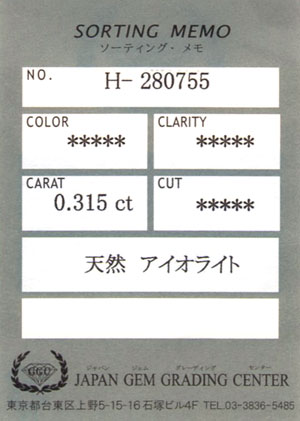 SORTING MEMO
ソーティング・メモ
NO. H- 280755
COLOR
*****
CLARITY
*****
CARAT
0.315 ct
CUT
*****
天然 アイオライト
GGC
ジャパン ジェム グレーディング センター
JAPAN GEM GRADING CENTER
東京都台東区上野5-15-16石塚ビル4F TEL.03-3836-5485